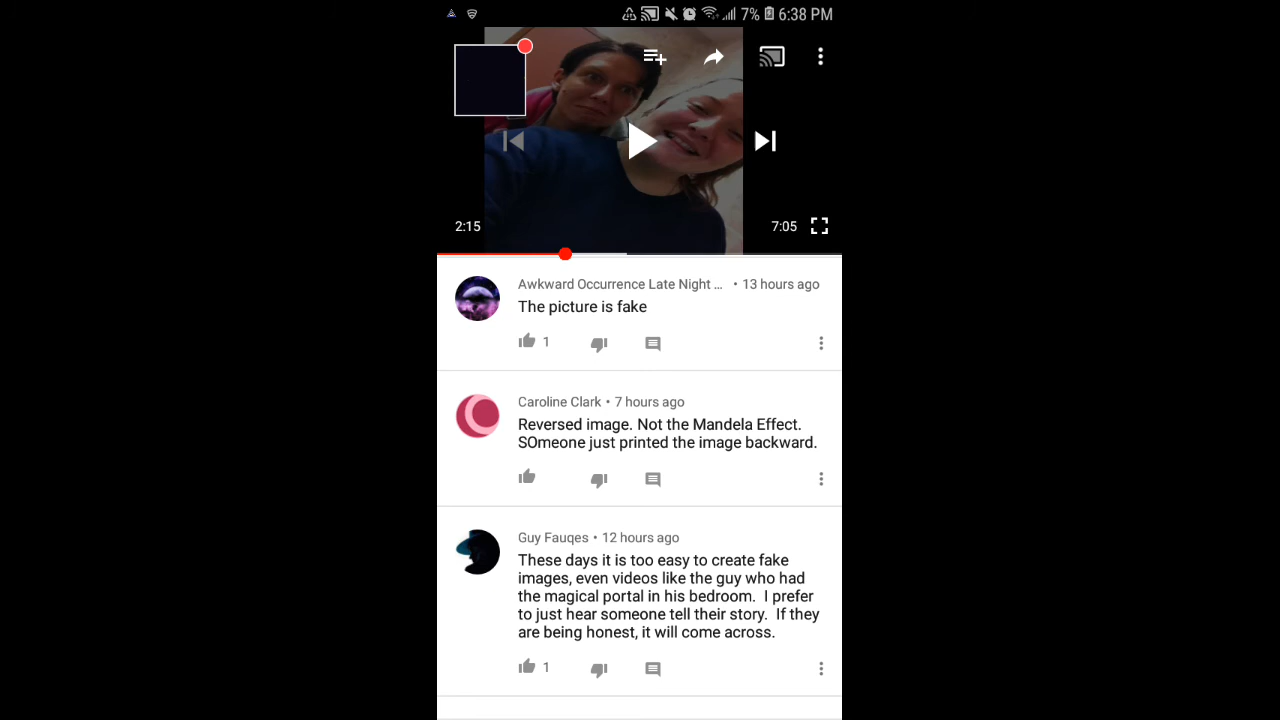 7% 6:38 PM
2:15 7:05
Awkward Occurrence Late Night ... • 13 hours ago
The picture is fake
1
Caroline Clark • 7 hours ago
Reversed image. Not the Mandela Effect.
SOmeone just printed the image backward.
Guy Fauqes • 12 hours ago
These days it is too easy to create fake
images, even videos like the guy who had
the magical portal in his bedroom.  I prefer
to just hear someone tell their story.  If they
are being honest, it will come across.
1